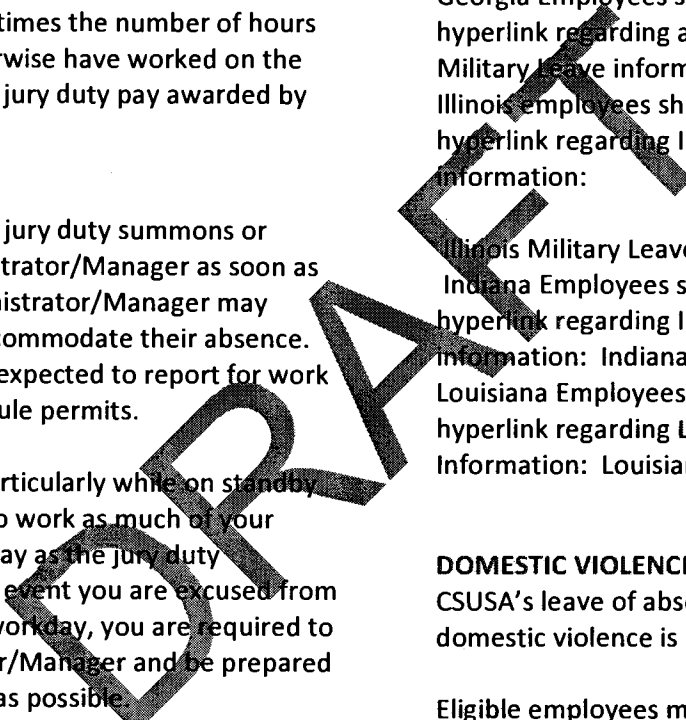 times the number of hours
rwise have worked on the
jury duty pay awarded by
jury duty summons or
trator/Manager as soon as
nistrator/Manager may
commodate their absence.
expected to report for work
ule permits.
rticularly while on standby
o work as much of your
ay as the jury duty
event you are excused from
workday, you are required to
r/Manager and be prepared
as possible.
Georgia Employees s
hyperlink regarding a
Military Leave inform
Illinois employees sh
hyperlink regarding I
information:
Illinois Military Leave
Indiana Employees s
hyperlink regarding I
information: Indiana
Louisiana Employees
hyperlink regarding L
Information: Louisia
DOMESTIC VIOLENCE
CSUSA's leave of abs
domestic violence is
Eligible employees m
DRAFT